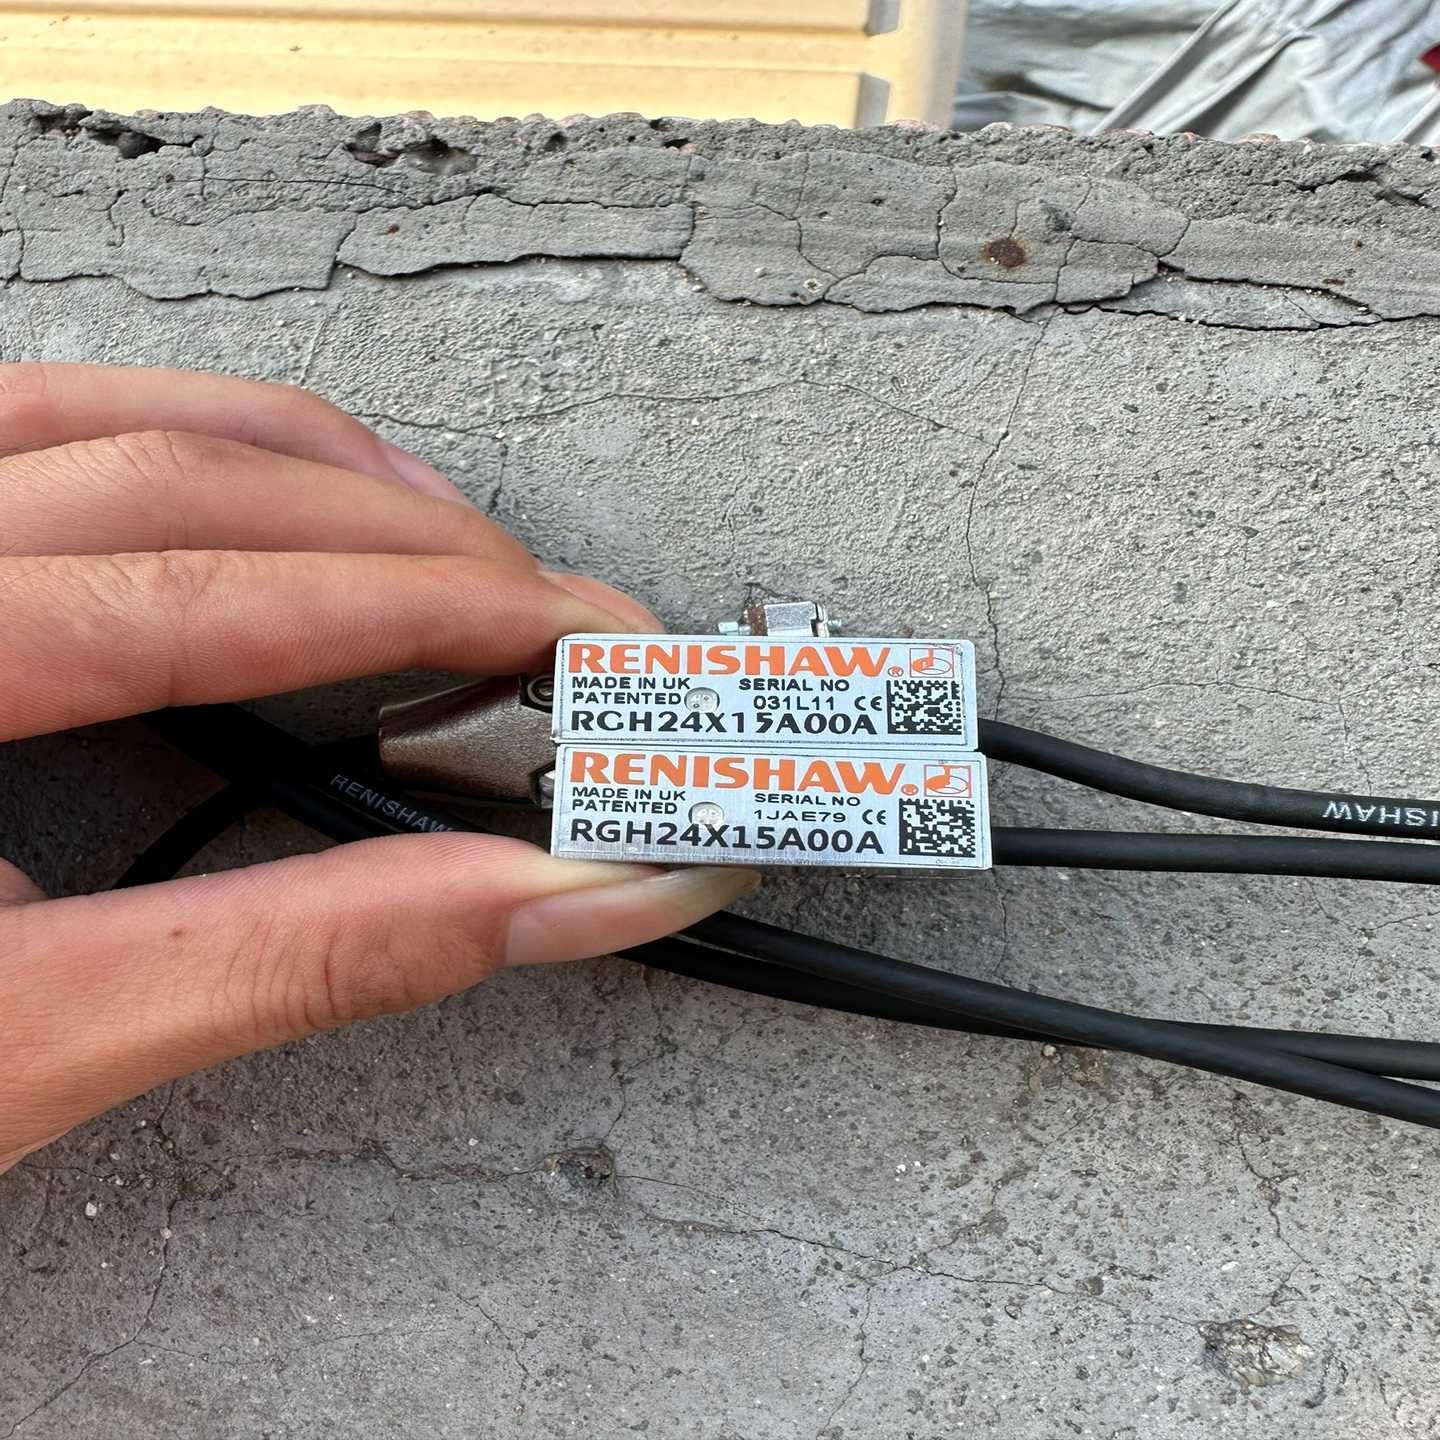 RENISHAW®
MADE IN UK SERIAL NO
PATENTED 031L11 CE
RGH24X15A00A
RENISHAW®
MADE IN UK SERIAL NO
PATENTED 1JAE79 CE
RGH24X15A00A
RENISHAW
NISHAW